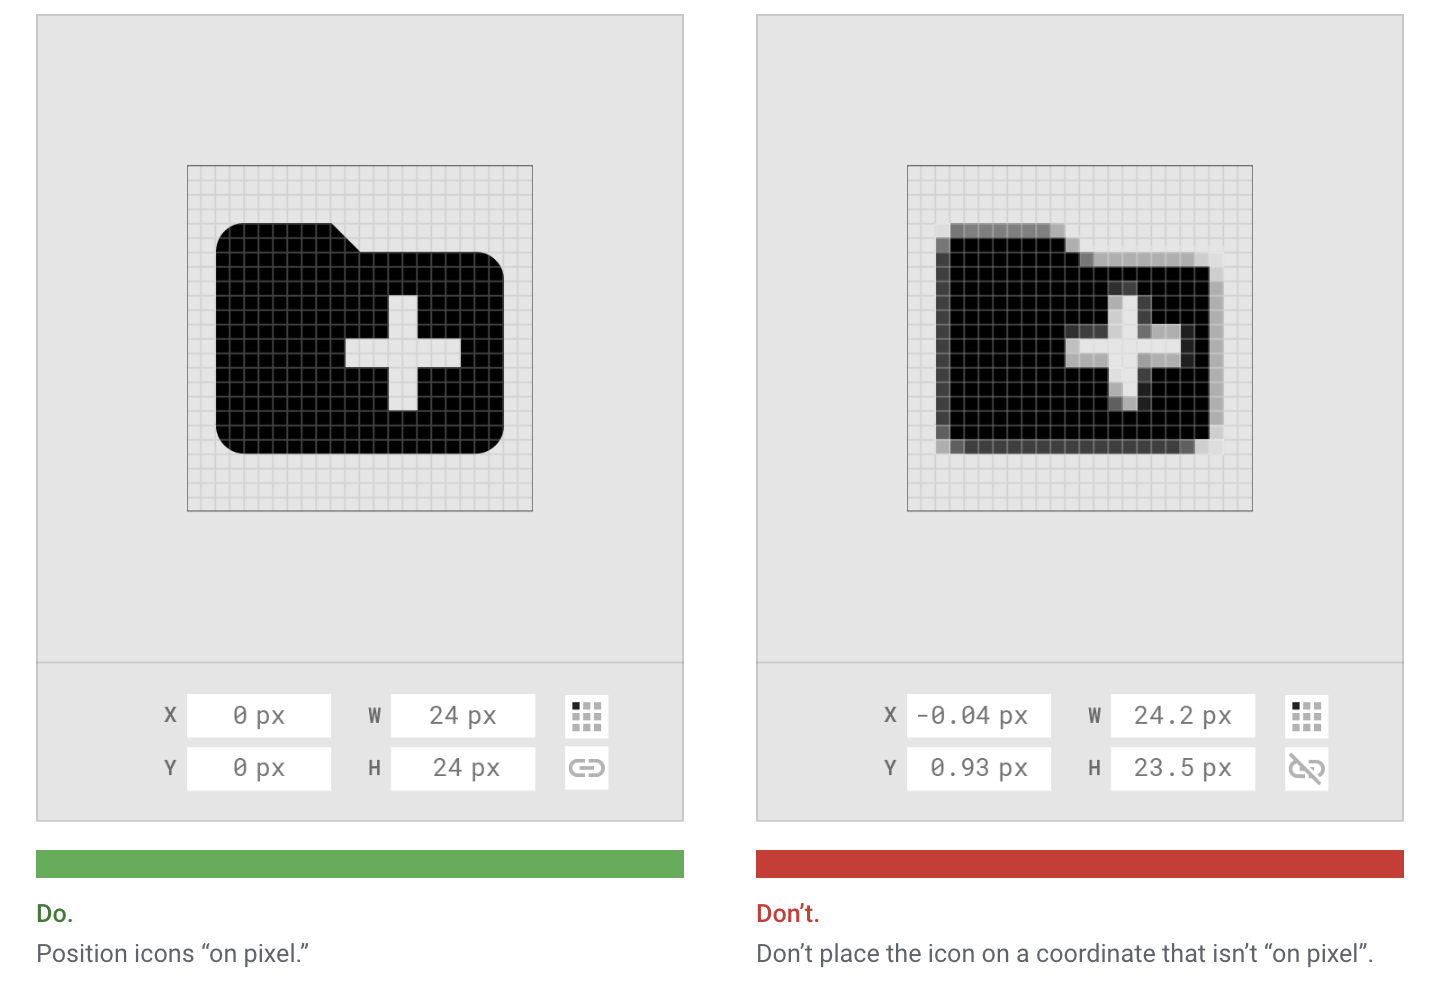 X 0 px W 24 px
Y 0 px H 24 px
Do.
Position icons “on pixel.”
X -0.04 px W 24.2 px
Y 0.93 px H 23.5 px
Don’t.
Don’t place the icon on a coordinate that isn’t “on pixel”.